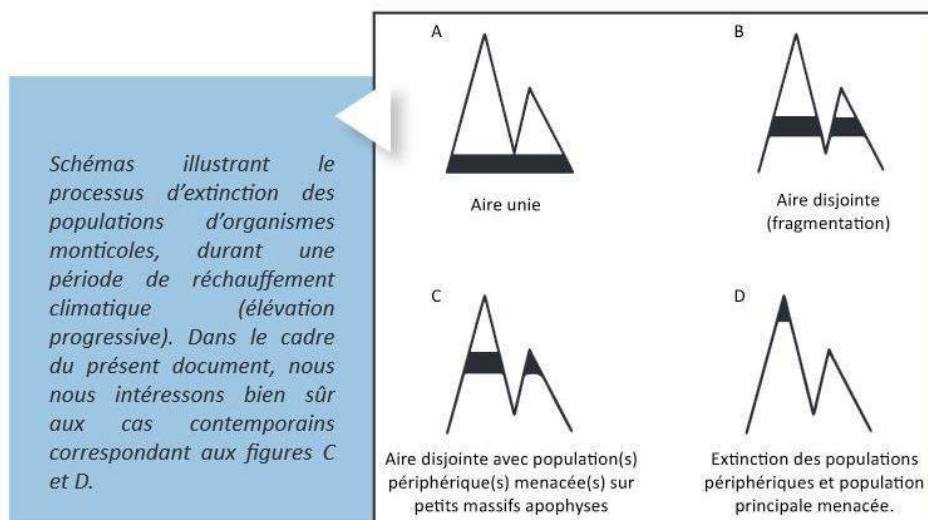 Schémas illustrant le
processus d'extinction des
populations d'organismes
monticoles, durant une
période de réchauffement
climatique (élévation
progressive). Dans le cadre
du présent document, nous
nous intéressons bien sûr
aux cas contemporains
correspondant aux figures C
et D.
A
Aire unie
B
Aire disjointe
(fragmentation)
C
Aire disjointe avec population(s)
périphérique(s) menacée(s) sur
petits massifs apophyses
D
Extinction des populations
périphériques et population
principale menacée.